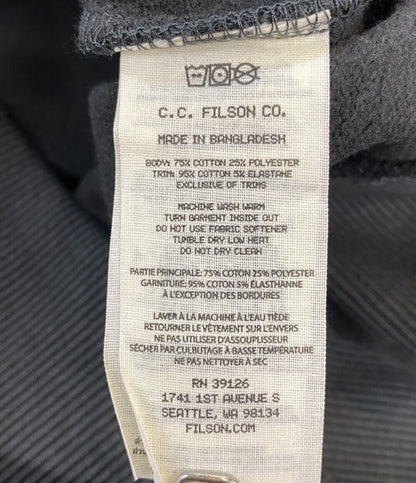 C.C. FILSON CO.
MADE IN BANGLADESH
BODY: 75% COTTON 25% POLYESTER
TRIM: 95% COTTON 5% ELASTANE
EXCLUSIVE OF TRIMS
MACHINE WASH WARM
TURN GARMENT INSIDE OUT
DO NOT USE FABRIC SOFTENER
TUMBLE DRY LOW HEAT
DO NOT DRY CLEAN
PARTIE PRINCIPALE: 75% COTON 25% POLYESTER
GARNITURE: 95% COTON 5% ÉLASTHANNE
À L'EXCEPTION DES BORDURES
LAVER À LA MACHINE À L'EAU TIÈDE
RETOURNER LE VÊTEMENT SUR L'ENVERS
NE PAS UTILISER D'ASSOUPLISSEUR
SÉCHER PAR CULBUTAGE À BASSE TEMPÉRATURE
NE PAS NETTOYER À SEC
RN 39126
1741 1ST AVENUE S
SEATTLE, WA 98134
FILSON.COM